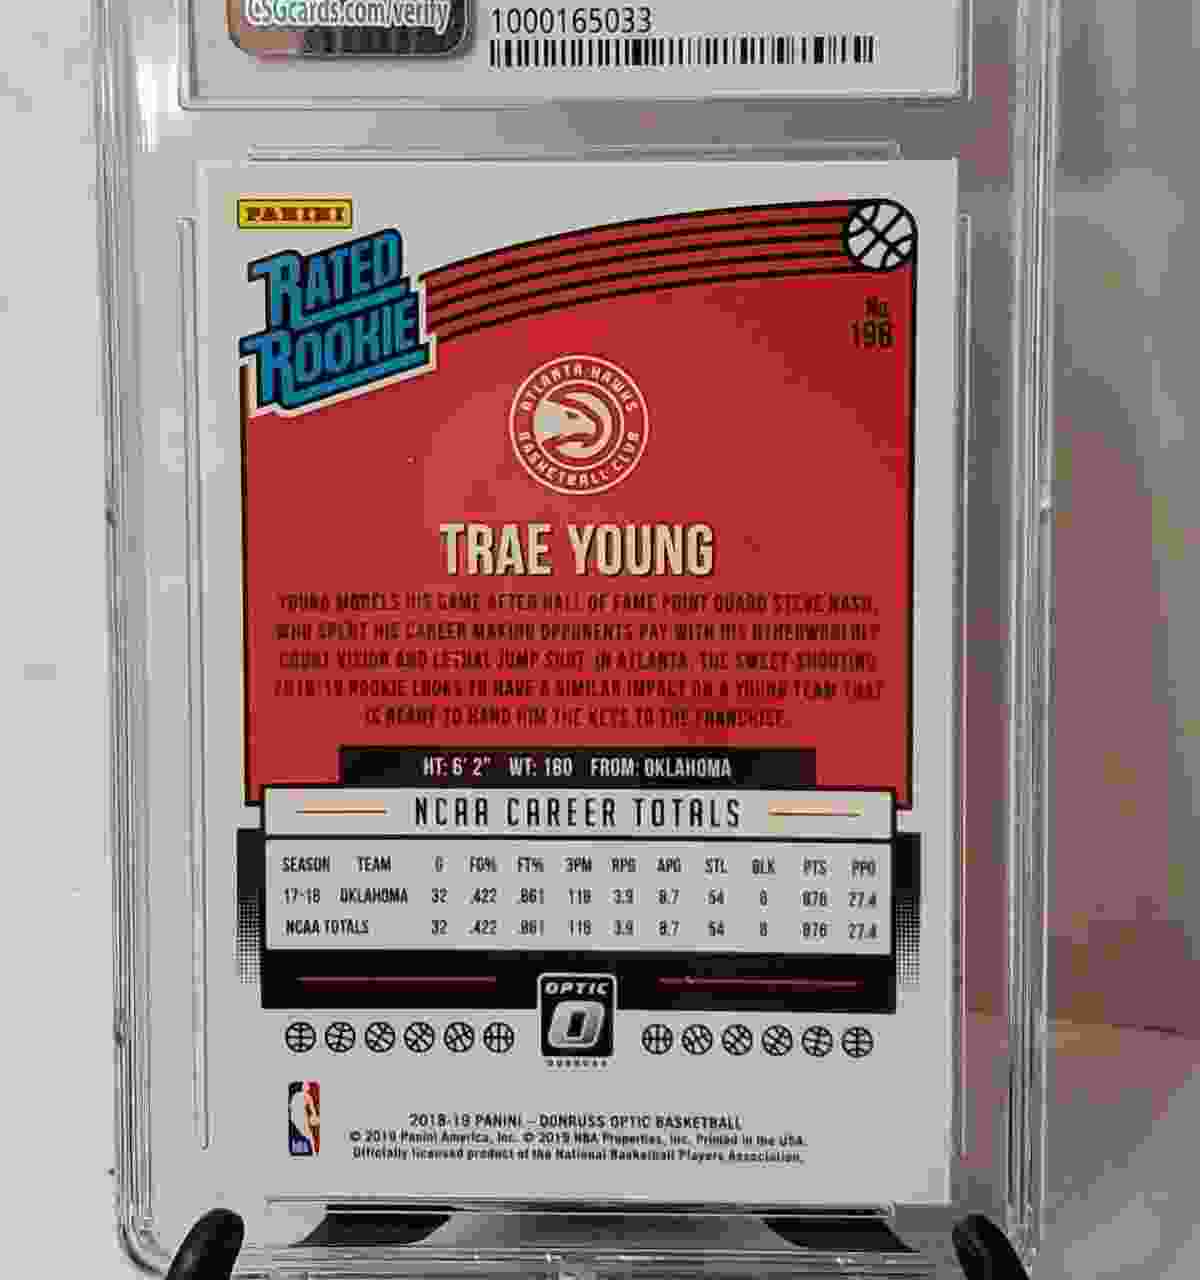 CSGcards.com/verify
1000165033
PANINI
RATED
ROOKIE
No.
198
ATLANTA HAWKS
BASKETBALL CLUB
TRAE YOUNG
YOUNG MODELS HIS GAME AFTER HALL OF FAME POINT GUARD STEVE NASH,
WHO SPENT HIS CAREER MAKING OPPONENTS PAY WITH HIS OTHERWORLDLY
COURT VISION AND LETHAL JUMP SHOT. IN ATLANTA, THE SWEET-SHOOTING
2018-19 ROOKIE LOOKS TO HAVE A SIMILAR IMPACT ON A YOUNG TEAM THAT
IS READY TO HAND HIM THE KEYS TO THE FRANCHISE.
HT: 6' 2" WT: 180 FROM: OKLAHOMA
NCAA CAREER TOTALS
SEASON TEAM G FG% FT% 3PM RPG APG STL BLK PTS PPG
17-18 OKLAHOMA 32 .422 .861 118 3.9 8.7 54 8 876 27.4
NCAA TOTALS 32 .422 .861 118 3.9 8.7 54 8 876 27.4
OPTIC
DONRUSS
NBA
2018-19 PANINI – DONRUSS OPTIC BASKETBALL
© 2019 Panini America, Inc. © 2019 NBA Properties, Inc. Printed in the USA.
Officially licensed product of the National Basketball Players Association.